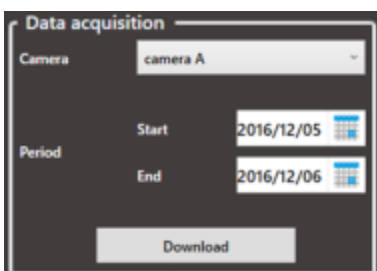 Data acquisition
Camera camera A
Start 2016/12/05
Period
End 2016/12/06
Download